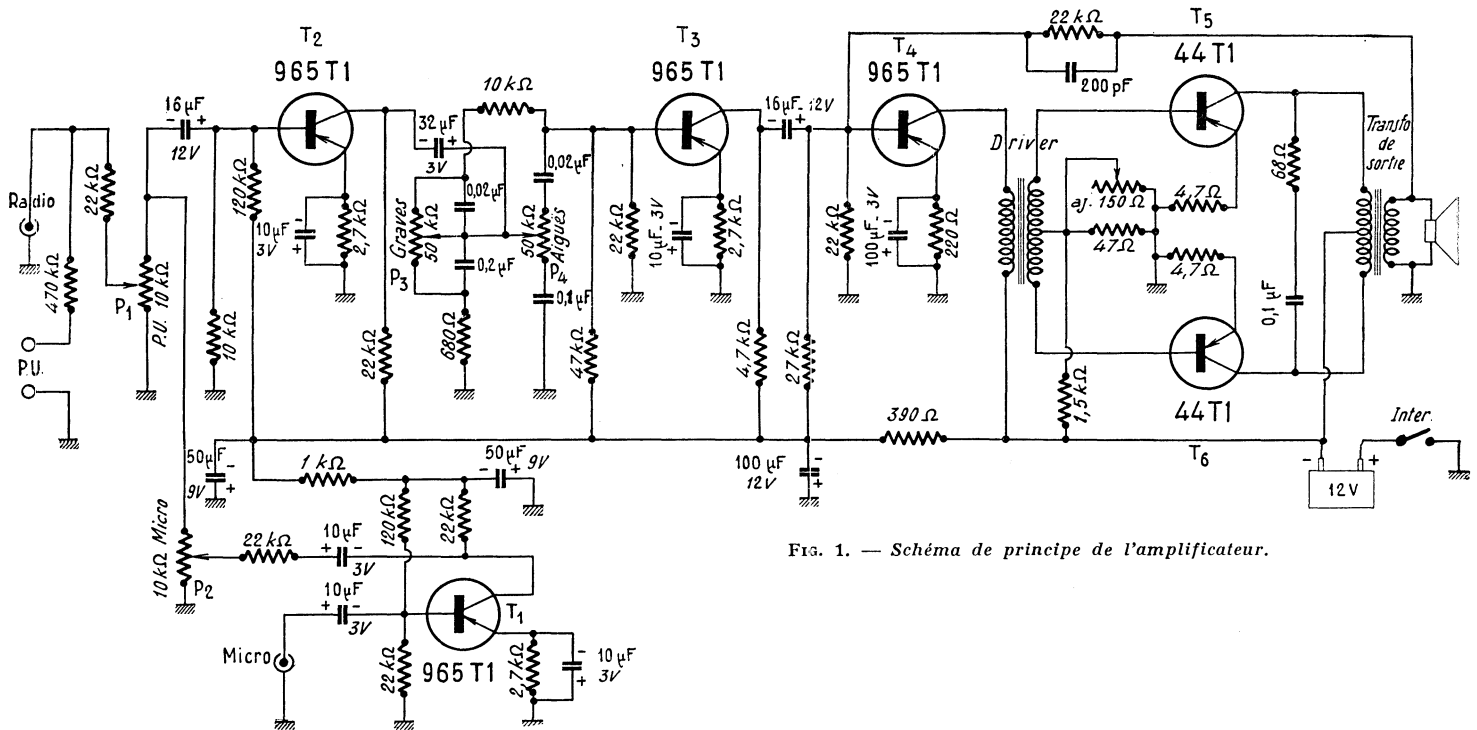 T2
965 T1
T3
965 T1
T4
965 T1
T5
44 T1
22 kΩ
200 pF
16 µF
- +
12V
10 kΩ
32 µF
- +
3V
16 µF - 12V
- +
Radio
22 kΩ
470 kΩ
P1
P.U. 10 kΩ
P.U.
120 kΩ
10 kΩ
10 µF
3V
- +
2,7 kΩ
22 kΩ
Graves
50 kΩ
P3
0,02 µF
0,2 µF
680 Ω
0,02 µF
50 kΩ
Aiguës
P4
0,1 µF
47 kΩ
22 kΩ
10 µF - 3V
- +
2,7 kΩ
4,7 kΩ
27 kΩ
22 kΩ
100 µF - 3V
- +
220 Ω
Driver
aj. 150 Ω
47 Ω
4,7 Ω
4,7 Ω
1,5 kΩ
68 Ω
0,1 µF
Transfo
de
sortie
44 T1
T6
390 Ω
Inter.
- +
12V
50 µF
9V
- +
1 kΩ
50 µF
- +
9V
100 µF
12V
- +
10 kΩ Micro
P2
22 kΩ
10 µF
+ -
3V
120 kΩ
22 kΩ
10 µF
+ -
3V
Micro
22 kΩ
T1
965 T1
2,7 kΩ
10 µF
3V
- +
FIG. 1. — Schéma de principe de l'amplificateur.